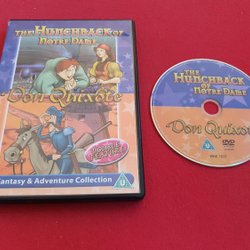 THE HUNCHBACK OF
NOTRE DAME
Don Quixote
Fantasy & Adventure Collection
U
THE
HUNCHBACK OF
NOTRE DAME
Don Quixote
DVD
U